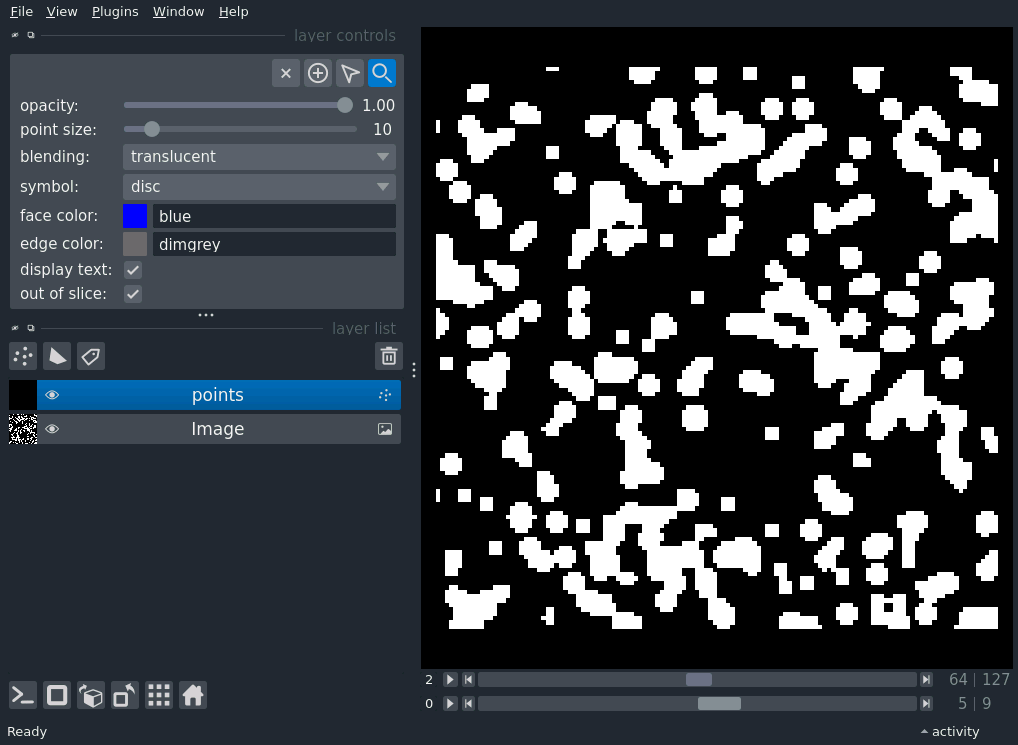 File View Plugins Window Help
layer controls
opacity: 1.00
point size: 10
blending: translucent
symbol: disc
face color: blue
edge color: dimgrey
display text:
out of slice:
layer list
points
Image
2 64 | 127
0 5 | 9
Ready activity